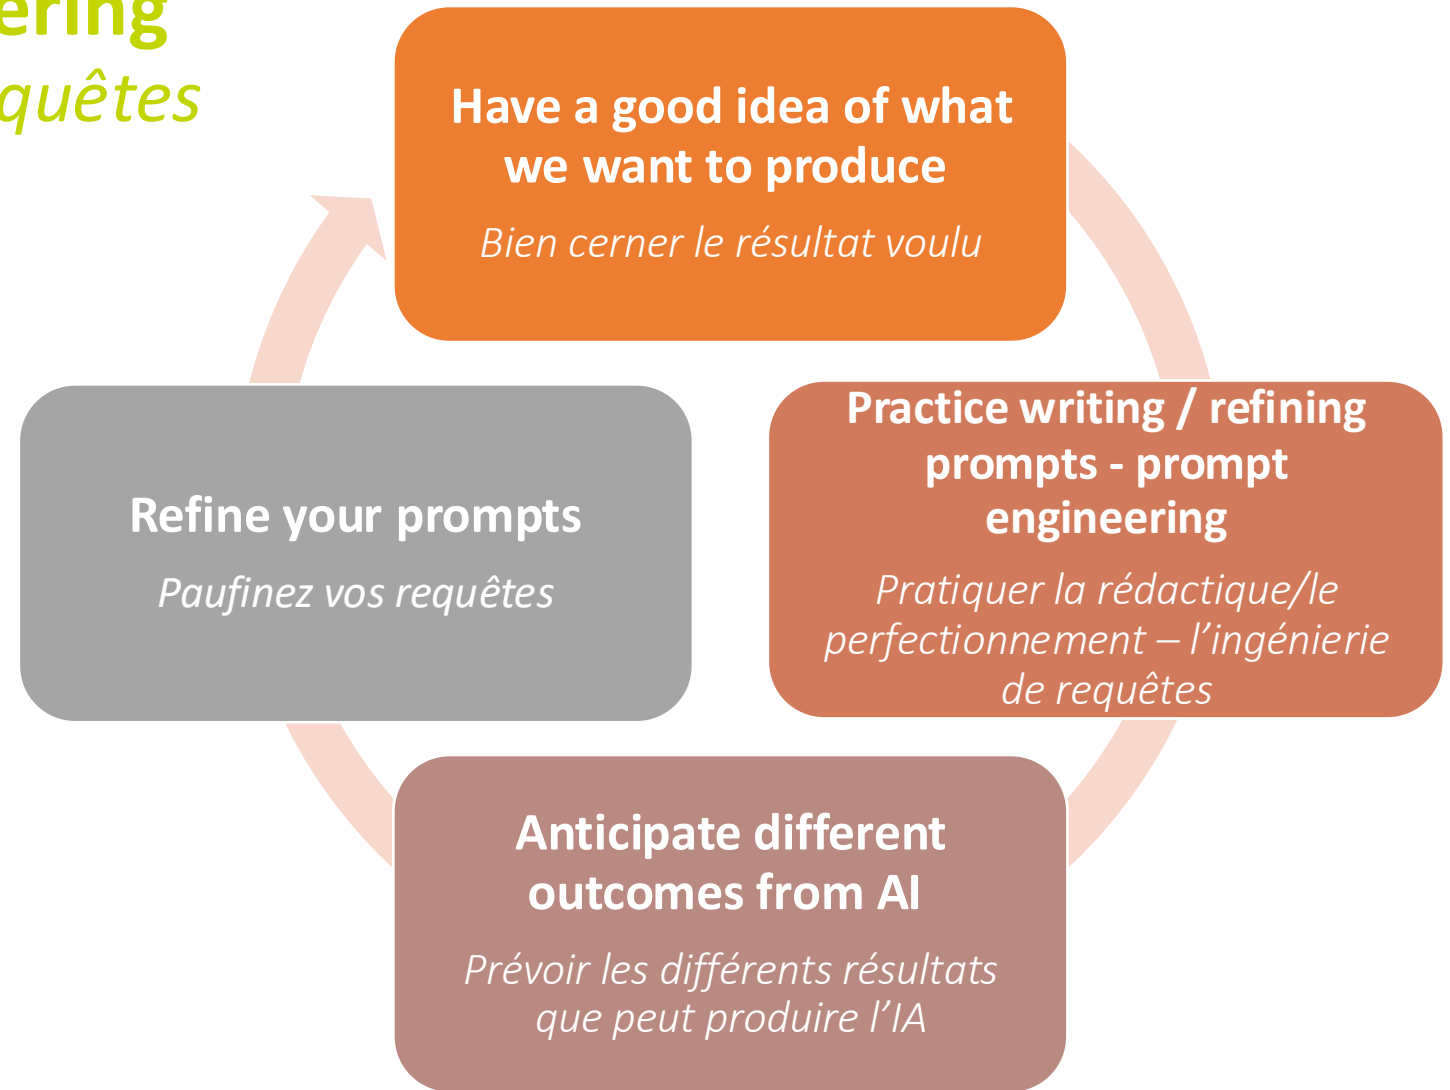 ering
quêtes
Have a good idea of what
we want to produce
Bien cerner le résultat voulu
Practice writing / refining
prompts - prompt
engineering
Pratiquer la rédactique/le
perfectionnement – l’ingénierie
de requêtes
Anticipate different
outcomes from AI
Prévoir les différents résultats
que peut produire l’IA
Refine your prompts
Paufinez vos requêtes